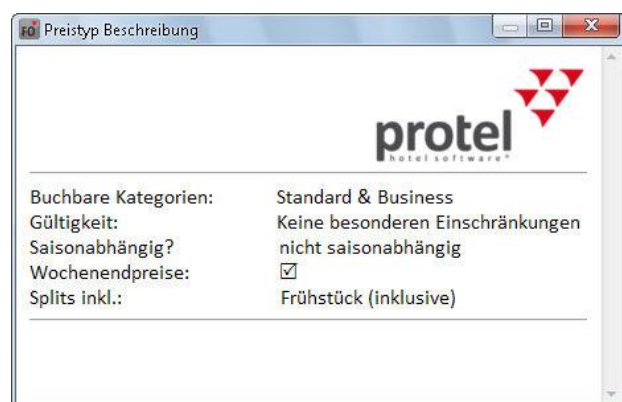 FO Preistyp Beschreibung
protel
hotel software®
Buchbare Kategorien: Standard & Business
Gültigkeit: Keine besonderen Einschränkungen
Saisonabhängig? nicht saisonabhängig
Wochenendpreise: ☑
Splits inkl.: Frühstück (inklusive)